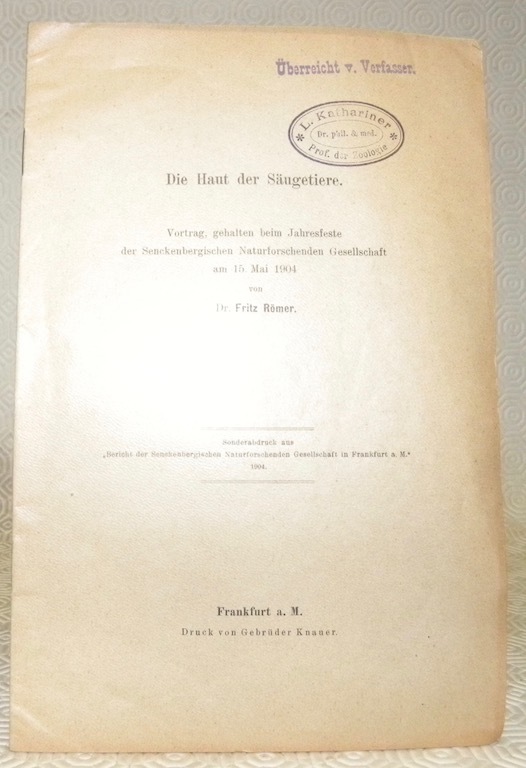 Überreicht v. Verfasser.
L. Kathariner
Dr. phil. & med.
Prof. der Zoologie
Die Haut der Säugetiere.
Vortrag, gehalten beim Jahresfeste
der Senckenbergischen Naturforschenden Gesellschaft
am 15. Mai 1904
von
Dr. Fritz Römer.
Sonderabdruck aus
„Bericht der Senckenbergischen Naturforschenden Gesellschaft in Frankfurt a. M.“
1904.
Frankfurt a. M.
Druck von Gebrüder Knauer.